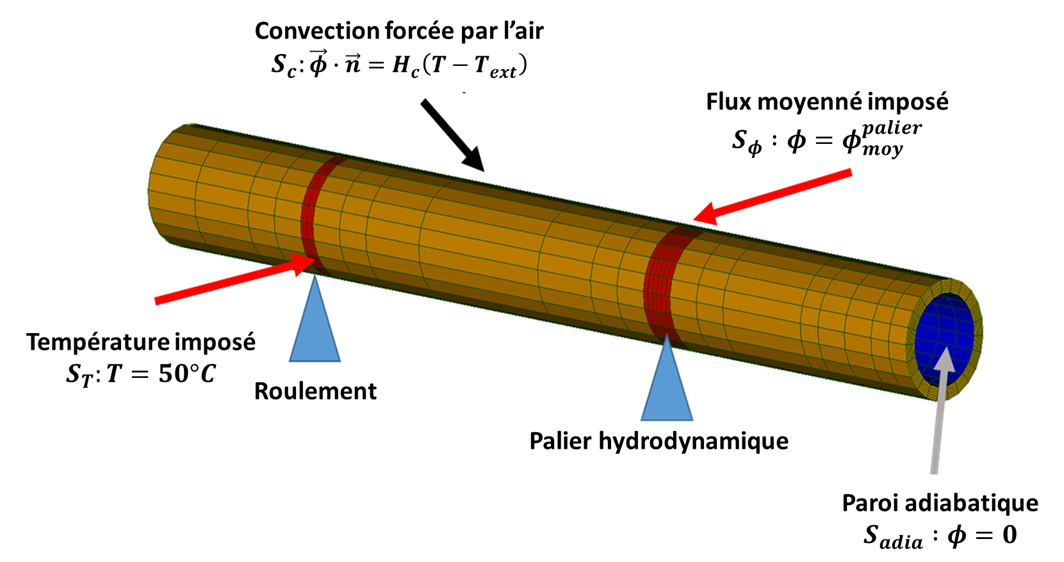 Convection forcée par l'air
S_c: ϕ⃗ · n⃗ = H_c(T − T_ext)
Flux moyenné imposé
S_ϕ : ϕ = ϕ_moy^palier
Température imposé
S_T: T = 50°C
Roulement
Palier hydrodynamique
Paroi adiabatique
S_adia : ϕ = 0